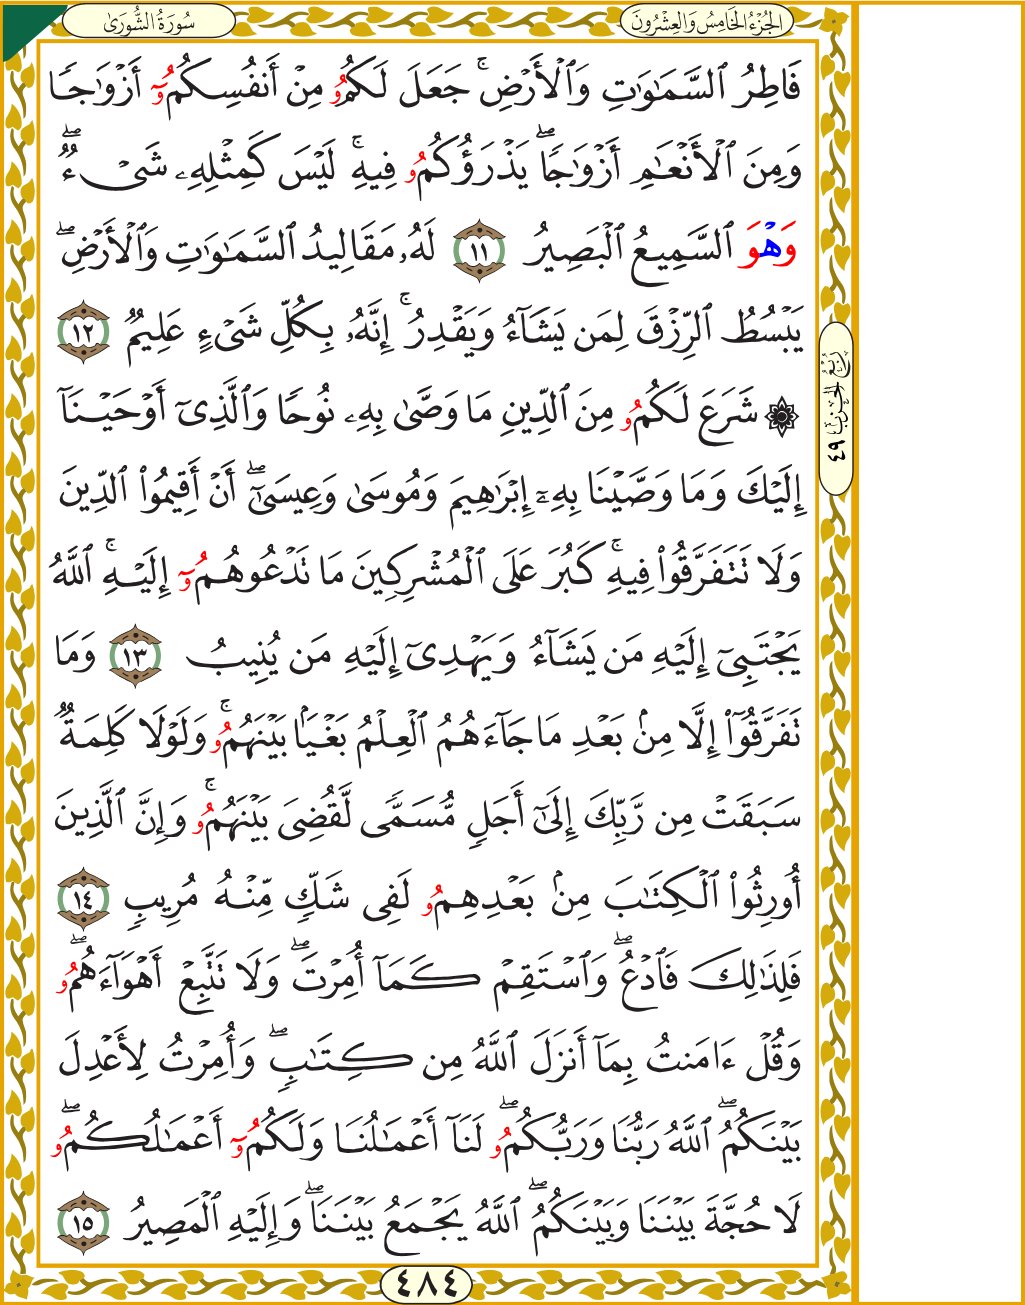 سُورَةُ الشُّورَىٰ
الجُزْءُ الخَامِسُ وَالعِشْرُونَ
فَاطِرُ ٱلسَّمَٰوَٰتِ وَٱلْأَرْضِۚ جَعَلَ لَكُمُۥ مِنْ أَنفُسِكُمُۥٓ أَزْوَٰجًا
وَمِنَ ٱلْأَنْعَٰمِ أَزْوَٰجًاۖ يَذْرَؤُكُمُۥ فِيهِۚ لَيْسَ كَمِثْلِهِۦ شَىْءٌۖ
وَهْوَ ٱلسَّمِيعُ ٱلْبَصِيرُ ١١ لَهُۥ مَقَالِيدُ ٱلسَّمَٰوَٰتِ وَٱلْأَرْضِۖ
يَبْسُطُ ٱلرِّزْقَ لِمَن يَشَآءُ وَيَقْدِرُۚ إِنَّهُۥ بِكُلِّ شَىْءٍ عَلِيمٌ ١٢
۞ شَرَعَ لَكُمُۥ مِنَ ٱلدِّينِ مَا وَصَّىٰ بِهِۦ نُوحًا وَٱلَّذِىٓ أَوْحَيْنَآ
إِلَيْكَ وَمَا وَصَّيْنَا بِهِۦٓ إِبْرَٰهِيمَ وَمُوسَىٰ وَعِيسَىٰٓۖ أَنْ أَقِيمُوا۟ ٱلدِّينَ
وَلَا تَتَفَرَّقُوا۟ فِيهِۚ كَبُرَ عَلَى ٱلْمُشْرِكِينَ مَا تَدْعُوهُمُۥٓ إِلَيْهِۚ ٱللَّهُ
يَجْتَبِىٓ إِلَيْهِ مَن يَشَآءُ وَيَهْدِىٓ إِلَيْهِ مَن يُنِيبُ ١٣ وَمَا
تَفَرَّقُوٓا۟ إِلَّا مِنۢ بَعْدِ مَا جَآءَهُمُ ٱلْعِلْمُ بَغْيَۢا بَيْنَهُمُۥۚ وَلَوْلَا كَلِمَةٌ
سَبَقَتْ مِن رَّبِّكَ إِلَىٰٓ أَجَلٍ مُّسَمًّى لَّقُضِىَ بَيْنَهُمُۥۚ وَإِنَّ ٱلَّذِينَ
أُورِثُوا۟ ٱلْكِتَٰبَ مِنۢ بَعْدِهِمُۥ لَفِى شَكٍّ مِّنْهُ مُرِيبٍ ١٤
فَلِذَٰلِكَ فَٱدْعُۖ وَٱسْتَقِمْ كَمَآ أُمِرْتَۖ وَلَا تَتَّبِعْ أَهْوَآءَهُمُۥۖ
وَقُلْ ءَامَنتُ بِمَآ أَنزَلَ ٱللَّهُ مِن كِتَٰبٍۖ وَأُمِرْتُ لِأَعْدِلَ
بَيْنَكُمُۖ ٱللَّهُ رَبُّنَا وَرَبُّكُمُۥۖ لَنَآ أَعْمَٰلُنَا وَلَكُمُۥٓ أَعْمَٰلُكُمُۥۖ
لَا حُجَّةَ بَيْنَنَا وَبَيْنَكُمُۖ ٱللَّهُ يَجْمَعُ بَيْنَنَاۖ وَإِلَيْهِ ٱلْمَصِيرُ ١٥
رُبْعُ الحِزْبِ ٤٩
٤٨٤